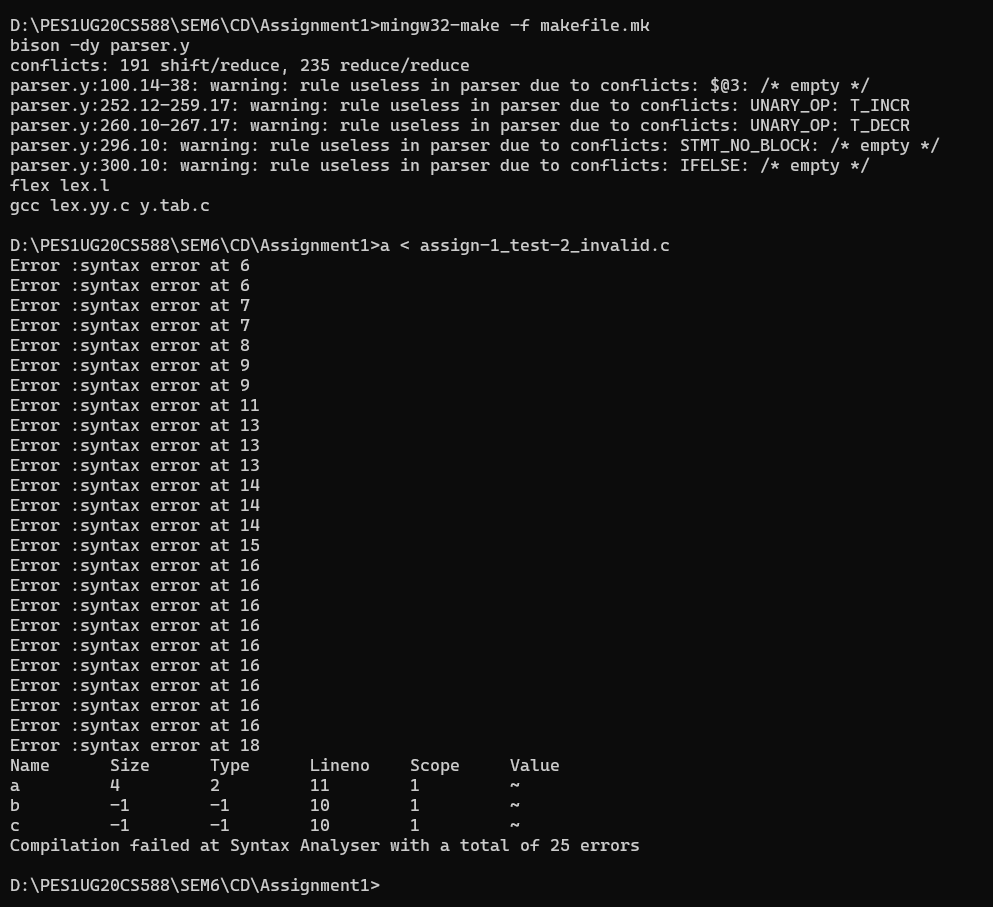 D:\PES1UG20CS588\SEM6\CD\Assignment1>mingw32-make -f makefile.mk
bison -dy parser.y
conflicts: 191 shift/reduce, 235 reduce/reduce
parser.y:100.14-38: warning: rule useless in parser due to conflicts: $@3: /* empty */
parser.y:252.12-259.17: warning: rule useless in parser due to conflicts: UNARY_OP: T_INCR
parser.y:260.10-267.17: warning: rule useless in parser due to conflicts: UNARY_OP: T_DECR
parser.y:296.10: warning: rule useless in parser due to conflicts: STMT_NO_BLOCK: /* empty */
parser.y:300.10: warning: rule useless in parser due to conflicts: IFELSE: /* empty */
flex lex.l
gcc lex.yy.c y.tab.c
D:\PES1UG20CS588\SEM6\CD\Assignment1>a < assign-1_test-2_invalid.c
Error :syntax error at 6
Error :syntax error at 6
Error :syntax error at 7
Error :syntax error at 7
Error :syntax error at 8
Error :syntax error at 9
Error :syntax error at 9
Error :syntax error at 11
Error :syntax error at 13
Error :syntax error at 13
Error :syntax error at 13
Error :syntax error at 14
Error :syntax error at 14
Error :syntax error at 14
Error :syntax error at 15
Error :syntax error at 16
Error :syntax error at 16
Error :syntax error at 16
Error :syntax error at 16
Error :syntax error at 16
Error :syntax error at 16
Error :syntax error at 16
Error :syntax error at 16
Error :syntax error at 16
Error :syntax error at 18
Name Size Type Lineno Scope Value
a 4 2 11 1 ~
b -1 -1 10 1 ~
c -1 -1 10 1 ~
Compilation failed at Syntax Analyser with a total of 25 errors
D:\PES1UG20CS588\SEM6\CD\Assignment1>